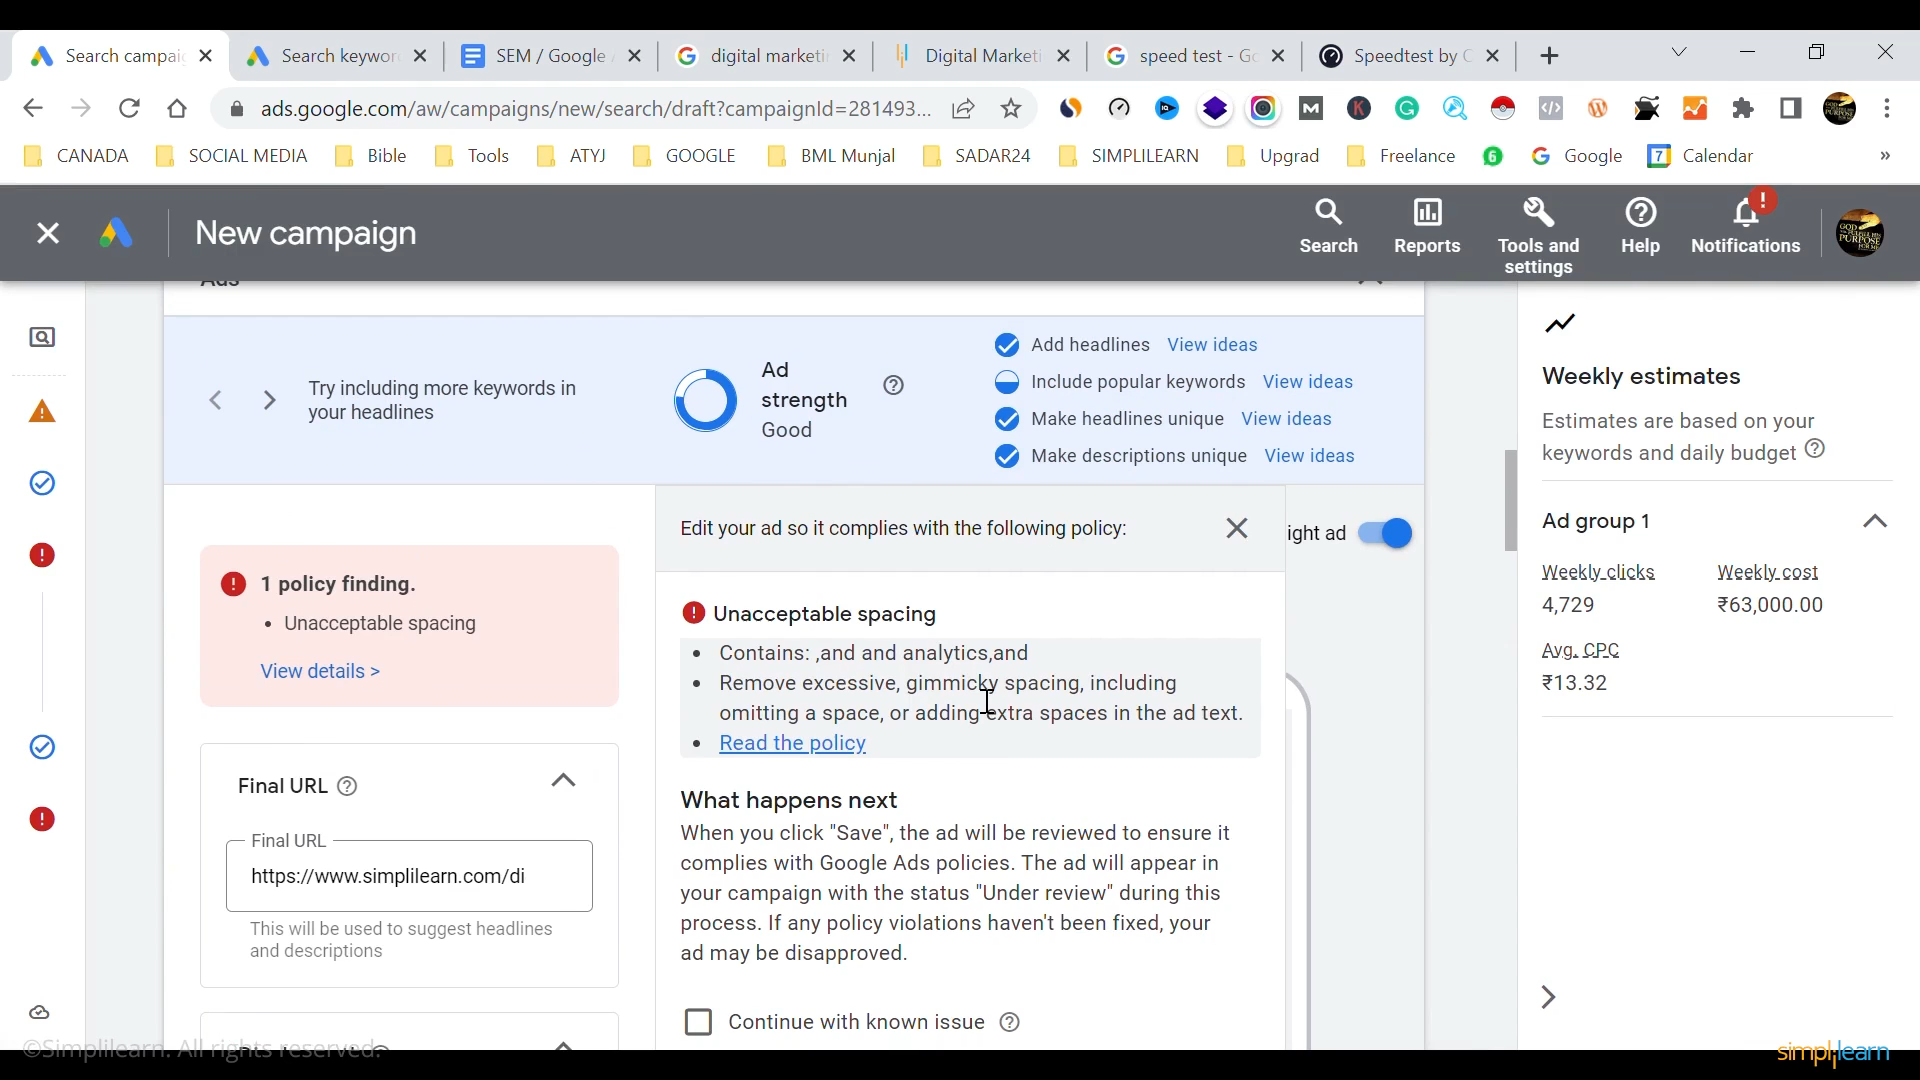 Search campai
Search keywor
SEM / Google
digital marketi
Digital Marketi
speed test - Go
Speedtest by
ads.google.com/aw/campaigns/new/search/draft?campaignId=281493...
CANADA
SOCIAL MEDIA
Bible
Tools
ATYJ
GOOGLE
BML Munjal
SADAR24
SIMPLILEARN
Upgrad
Freelance
Google
7
Calendar
»
New campaign
Search
Reports
Tools and
settings
Help
Notifications
Ads
Try including more keywords in
your headlines
Ad
strength
Good
Add headlines View ideas
Include popular keywords View ideas
Make headlines unique View ideas
Make descriptions unique View ideas
1 policy finding.
• Unacceptable spacing
View details >
Final URL
Final URL
https://www.simplilearn.com/di
This will be used to suggest headlines
and descriptions
Edit your ad so it complies with the following policy:
ight ad
Unacceptable spacing
• Contains: ,and and analytics,and
• Remove excessive, gimmicky spacing, including
omitting a space, or adding extra spaces in the ad text.
• Read the policy
What happens next
When you click "Save", the ad will be reviewed to ensure it
complies with Google Ads policies. The ad will appear in
your campaign with the status "Under review" during this
process. If any policy violations haven't been fixed, your
ad may be disapproved.
Continue with known issue
Weekly estimates
Estimates are based on your
keywords and daily budget
Ad group 1
Weekly clicks
4,729
Weekly cost
₹63,000.00
Avg. CPC
₹13.32
©Simplilearn. All rights reserved.
simplilearn